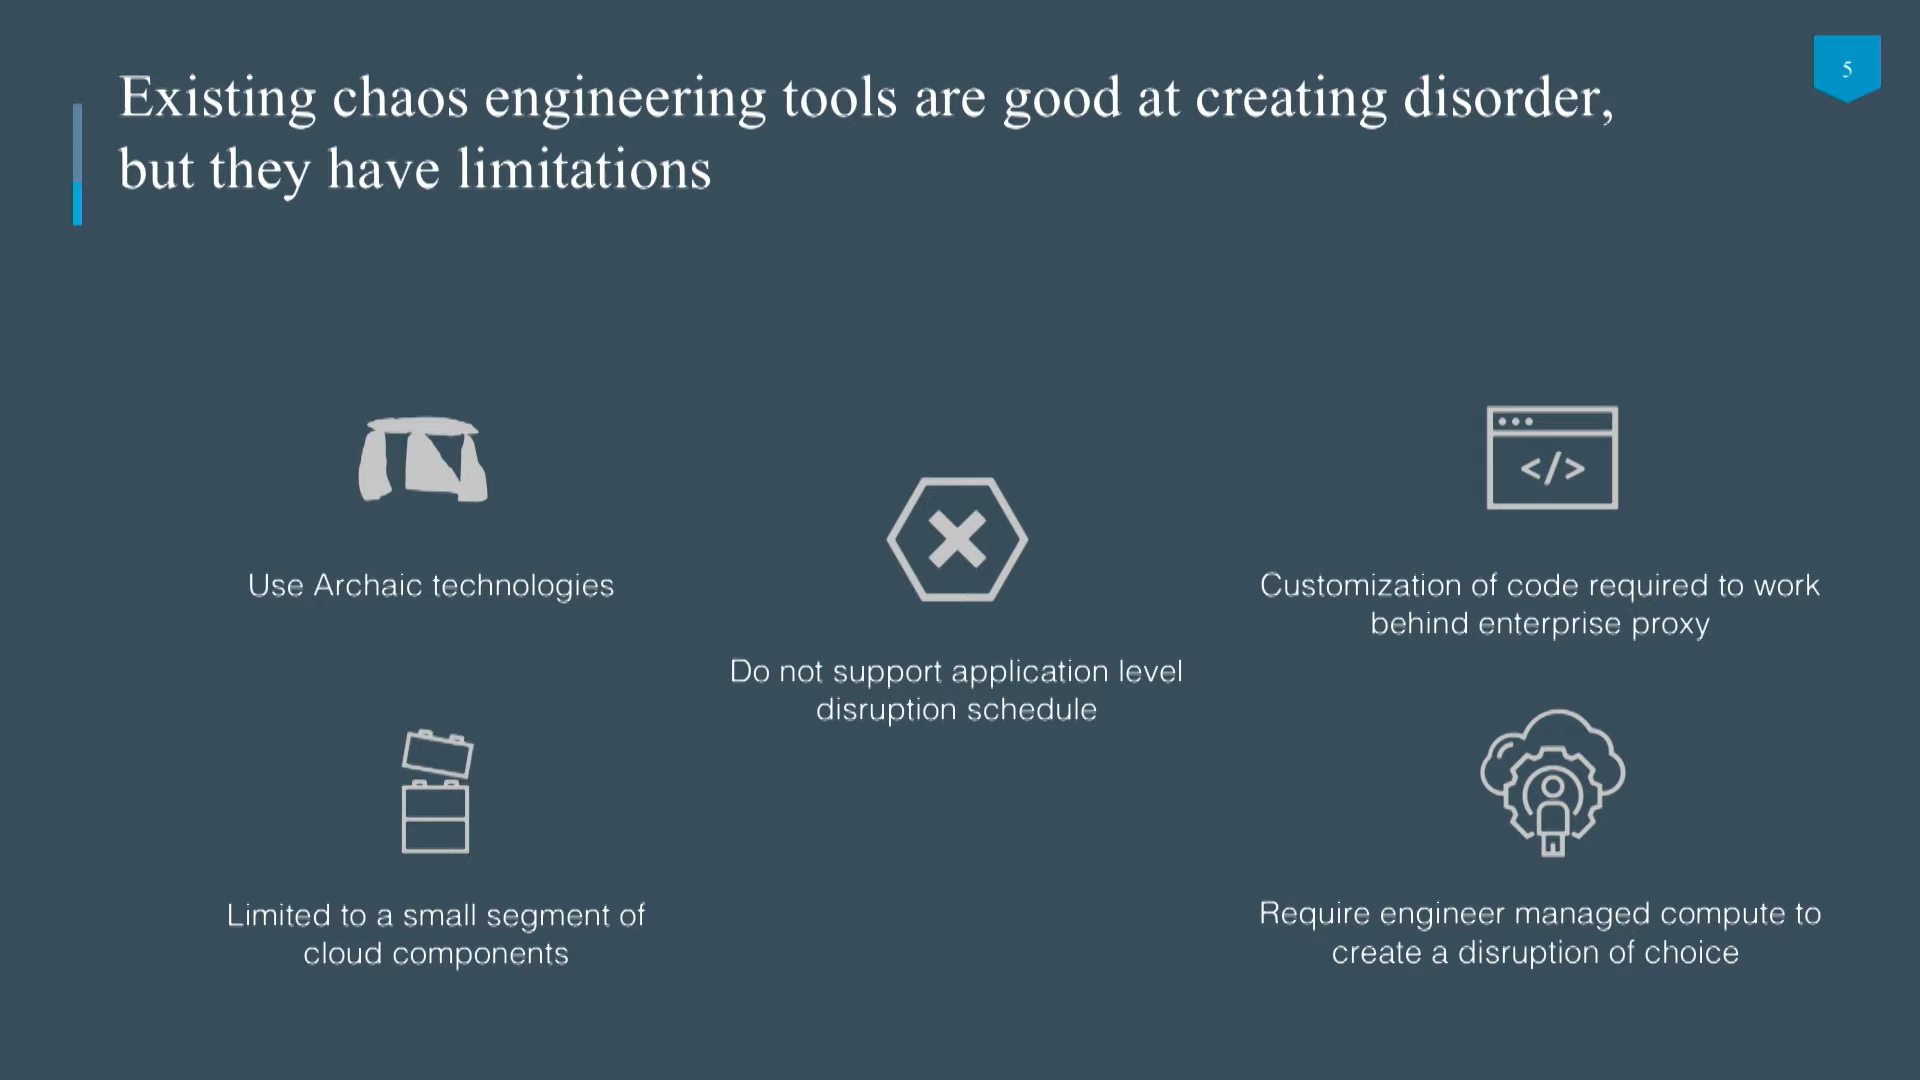 Existing chaos engineering tools are good at creating disorder,
but they have limitations
5
Use Archaic technologies
Limited to a small segment of
cloud components
Do not support application level
disruption schedule
</>
Customization of code required to work
behind enterprise proxy
Require engineer managed compute to
create a disruption of choice